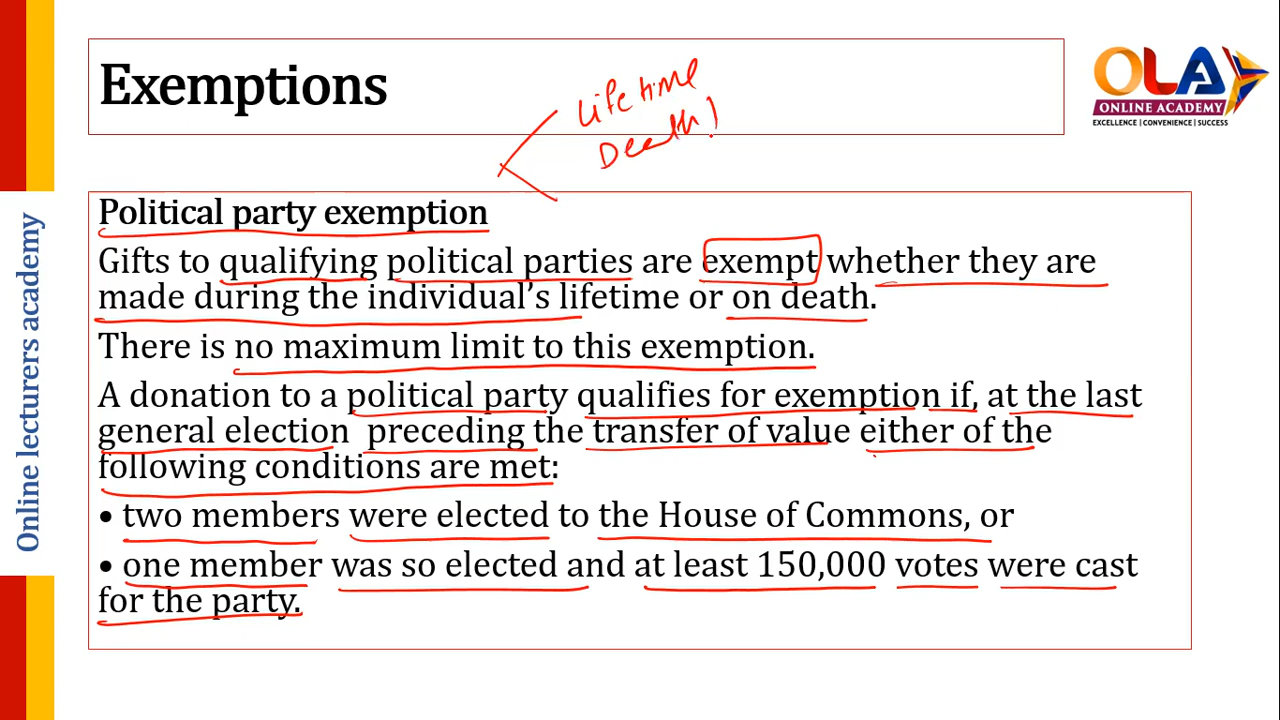 Exemptions
Lifetime
Death!
OLA
ONLINE ACADEMY
EXCELLENCE | CONVENIENCE | SUCCESS
Online lecturers academy
Political party exemption
Gifts to qualifying political parties are exempt whether they are
made during the individual’s lifetime or on death.
There is no maximum limit to this exemption.
A donation to a political party qualifies for exemption if, at the last
general election preceding the transfer of value either of the
following conditions are met:
• two members were elected to the House of Commons, or
• one member was so elected and at least 150,000 votes were cast
for the party.